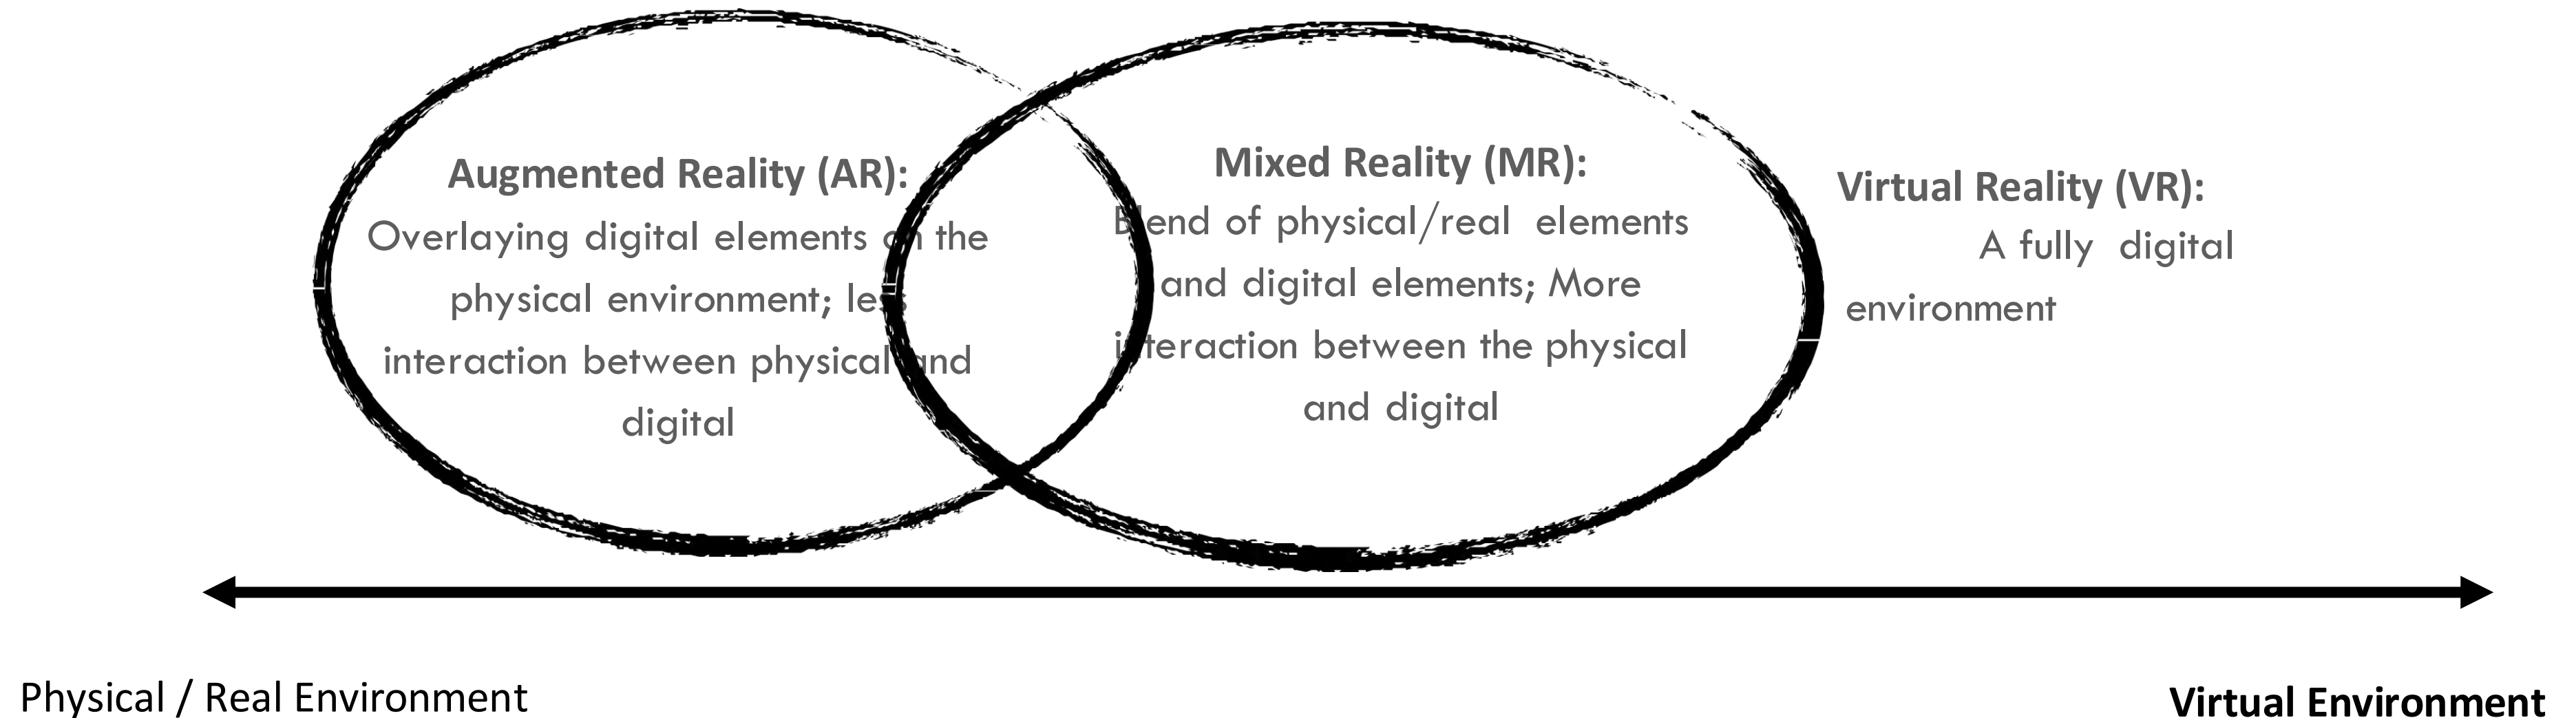 Augmented Reality (AR):
Overlaying digital elements on the
physical environment; less
interaction between physical and
digital
Mixed Reality (MR):
Blend of physical/real elements
and digital elements; More
interaction between the physical
and digital
Virtual Reality (VR):
A fully digital
environment
Physical / Real Environment
Virtual Environment